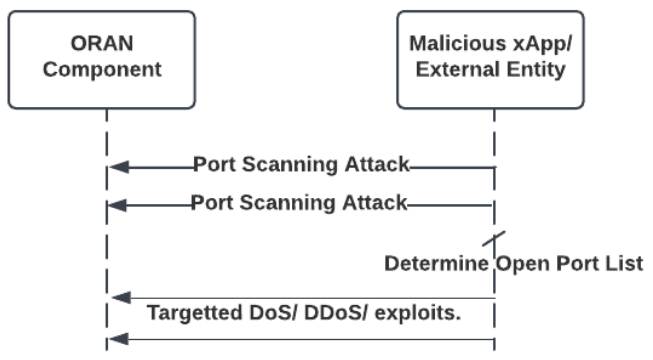 ORAN
Component
Malicious xApp/
External Entity
Port Scanning Attack
Port Scanning Attack
Determine Open Port List
Targetted DoS/ DDoS/ exploits.